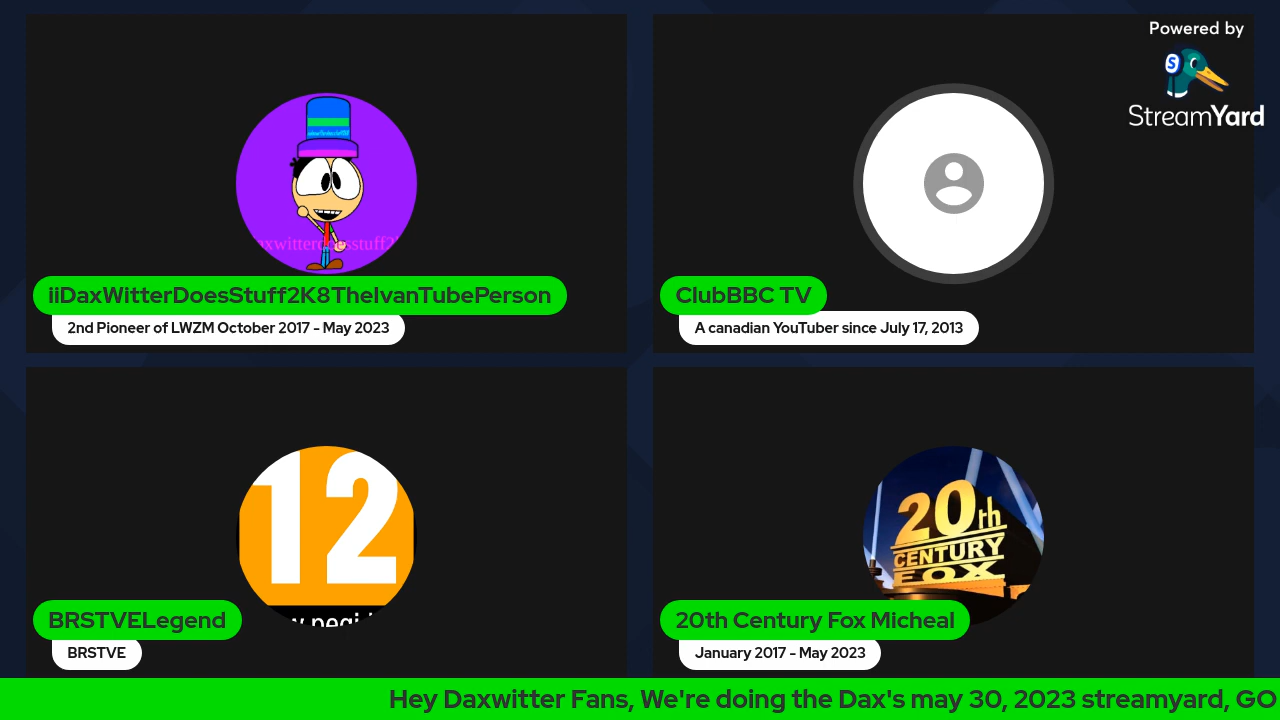 Powered by
StreamYard
iiDaxWitterDoesStuff2K8TheIvanTubePerson
2nd Pioneer of LWZM October 2017 - May 2023
ClubBBC TV
A canadian YouTuber since July 17, 2013
12
BRSTVELegend
BRSTVE
20th
CENTURY
FOX
20th Century Fox Micheal
January 2017 - May 2023
Hey Daxwitter Fans, We're doing the Dax's may 30, 2023 streamyard, GO